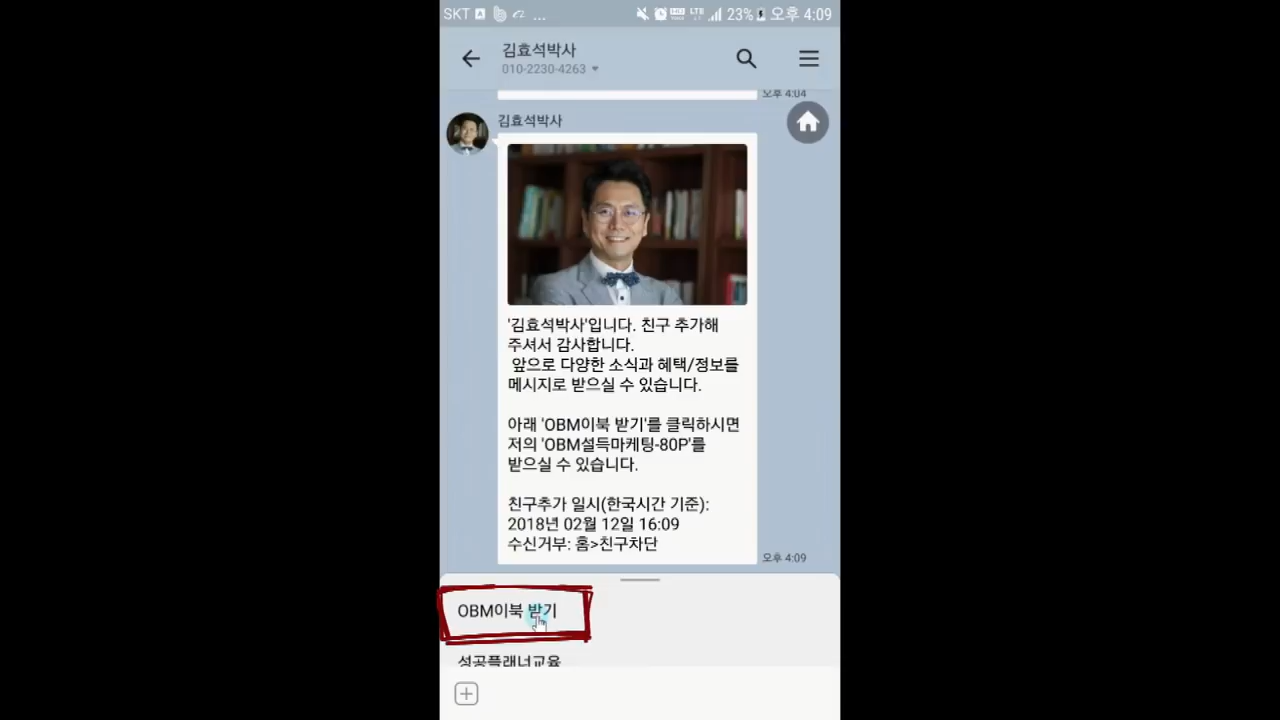 SKT
...
LTE
23%
오후 4:09
김효석박사
010-2230-4263
오후 4:04
김효석박사
'김효석박사'입니다. 친구 추가해
주셔서 감사합니다.
앞으로 다양한 소식과 혜택/정보를
메시지로 받으실 수 있습니다.
아래 'OBM이북 받기'를 클릭하시면
저의 'OBM설득마케팅-80P'를
받으실 수 있습니다.
친구추가 일시(한국시간 기준):
2018년 02월 12일 16:09
수신거부: 홈>친구차단
오후 4:09
OBM이북 받기
성공플래너교육